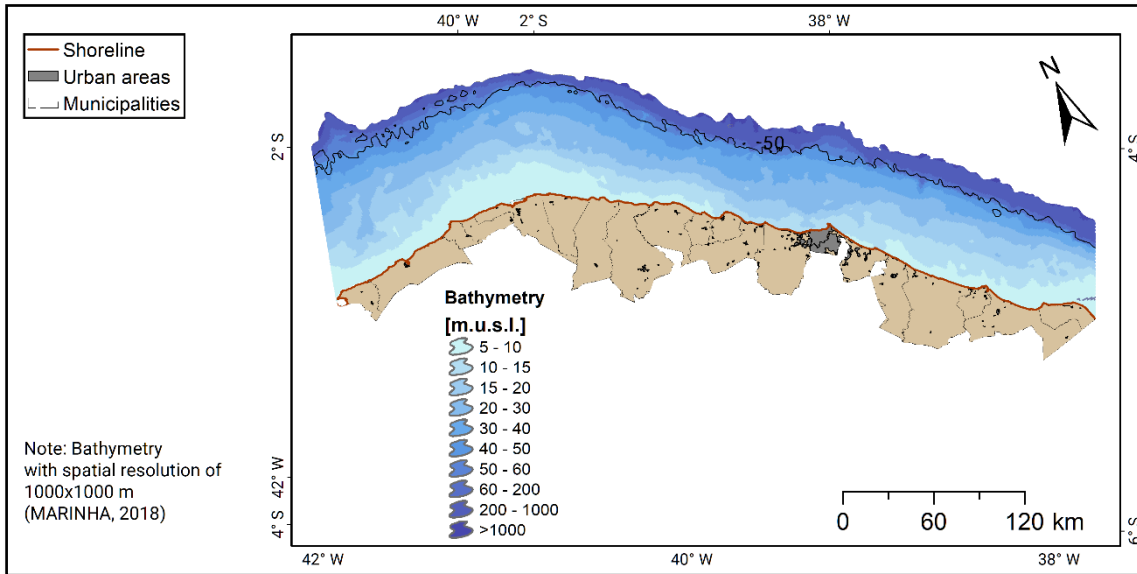 40° W
2° S
38° W
Shoreline
Urban areas
Municipalities
N
2° S
4° S
-50
Bathymetry
[m.u.s.l.]
5 - 10
10 - 15
15 - 20
20 - 30
30 - 40
40 - 50
50 - 60
60 - 200
200 - 1000
>1000
Note: Bathymetry
with spatial resolution of
1000x1000 m
(MARINHA, 2018)
42° W
4° S
0 60 120 km
6° S
42° W
40° W
38° W